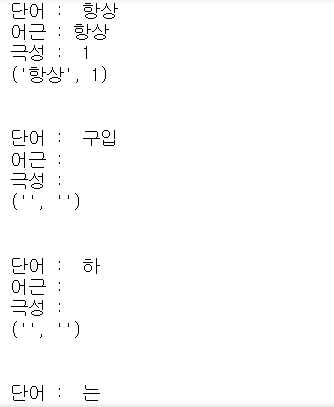 단어 :  항상
어근 : 항상
극성 :  1
('항상', 1)
단어 :  구입
어근 :
극성 :
('', '')
단어 :  하
어근 :
극성 :
('', '')
단어 :  는